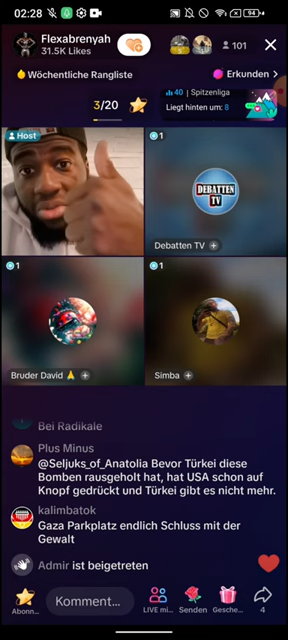 02:28
94
Flexabrenyah
31.5K Likes
101
Wöchentliche Rangliste
Erkunden >
3/20
40 | Spitzenliga
Liegt hinten um: 8
Host
1
DEBATTEN
TV
Debatten TV
1
1
Bruder David 🙏
Simba
Bei Radikale
Plus Minus
@Seljuks_of_Anatolia Bevor Türkei diese
Bomben rausgeholt hat, hat USA schon auf
Knopf gedrückt und Türkei gibt es nicht mehr.
kalimbatok
Gaza Parkplatz endlich Schluss mit der
Gewalt
Admir ist beigetreten
Abonn...
Komment...
LIVE mi...
Senden
Gesche...
4